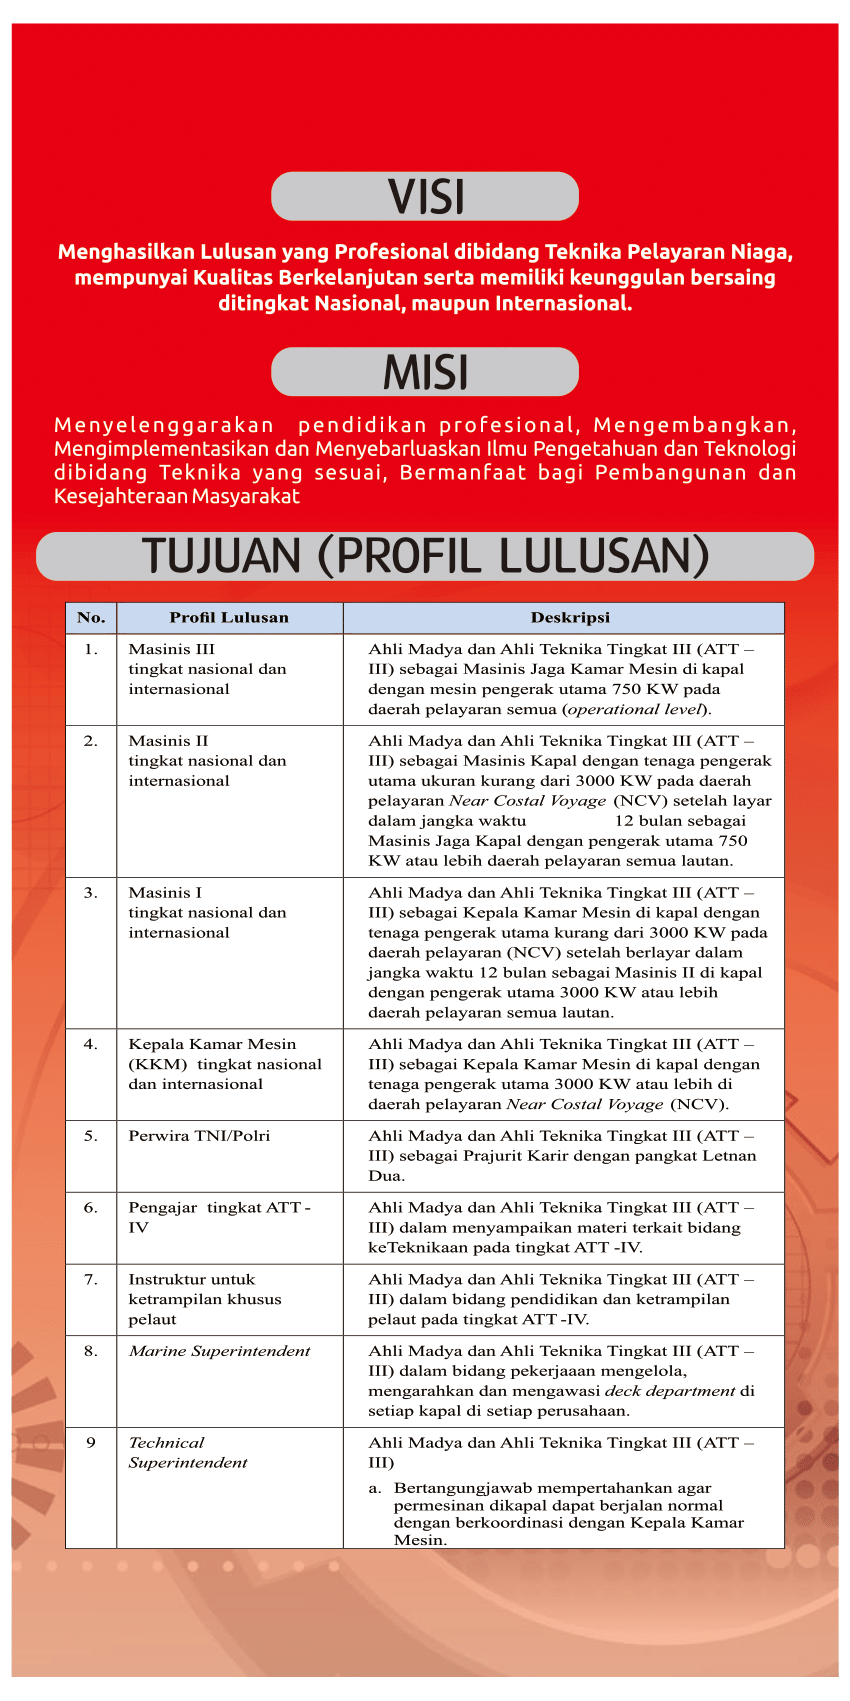 VISI
Menghasilkan Lulusan yang Profesional dibidang Teknika Pelayaran Niaga,
mempunyai Kualitas Berkelanjutan serta memiliki keunggulan bersaing
ditingkat Nasional, maupun Internasional.
MISI
Menyelenggarakan pendidikan profesional, Mengembangkan,
Mengimplementasikan dan Menyebarluaskan Ilmu Pengetahuan dan Teknologi
dibidang Teknika yang sesuai, Bermanfaat bagi Pembangunan dan
Kesejahteraan Masyarakat
TUJUAN (PROFIL LULUSAN)
No. Profil Lulusan Deskripsi
1. Masinis III
tingkat nasional dan
internasional
Ahli Madya dan Ahli Teknika Tingkat III (ATT –
III) sebagai Masinis Jaga Kamar Mesin di kapal
dengan mesin pengerak utama 750 KW pada
daerah pelayaran semua (operational level).
2. Masinis II
tingkat nasional dan
internasional
Ahli Madya dan Ahli Teknika Tingkat III (ATT –
III) sebagai Masinis Kapal dengan tenaga pengerak
utama ukuran kurang dari 3000 KW pada daerah
pelayaran Near Costal Voyage (NCV) setelah layar
dalam jangka waktu 12 bulan sebagai
Masinis Jaga Kapal dengan pengerak utama 750
KW atau lebih daerah pelayaran semua lautan.
3. Masinis I
tingkat nasional dan
internasional
Ahli Madya dan Ahli Teknika Tingkat III (ATT –
III) sebagai Kepala Kamar Mesin di kapal dengan
tenaga pengerak utama kurang dari 3000 KW pada
daerah pelayaran (NCV) setelah berlayar dalam
jangka waktu 12 bulan sebagai Masinis II di kapal
dengan pengerak utama 3000 KW atau lebih
daerah pelayaran semua lautan.
4. Kepala Kamar Mesin
(KKM) tingkat nasional
dan internasional
Ahli Madya dan Ahli Teknika Tingkat III (ATT –
III) sebagai Kepala Kamar Mesin di kapal dengan
tenaga pengerak utama 3000 KW atau lebih di
daerah pelayaran Near Costal Voyage (NCV).
5. Perwira TNI/Polri
Ahli Madya dan Ahli Teknika Tingkat III (ATT –
III) sebagai Prajurit Karir dengan pangkat Letnan
Dua.
6. Pengajar tingkat ATT -
IV
Ahli Madya dan Ahli Teknika Tingkat III (ATT –
III) dalam menyampaikan materi terkait bidang
keTeknikaan pada tingkat ATT -IV.
7. Instruktur untuk
ketrampilan khusus
pelaut
Ahli Madya dan Ahli Teknika Tingkat III (ATT –
III) dalam bidang pendidikan dan ketrampilan
pelaut pada tingkat ATT -IV.
8. Marine Superintendent
Ahli Madya dan Ahli Teknika Tingkat III (ATT –
III) dalam bidang pekerjaaan mengelola,
mengarahkan dan mengawasi deck department di
setiap kapal di setiap perusahaan.
9 Technical
Superintendent
Ahli Madya dan Ahli Teknika Tingkat III (ATT –
III)
a. Bertangungjawab mempertahankan agar
permesinan dikapal dapat berjalan normal
dengan berkoordinasi dengan Kepala Kamar
Mesin.